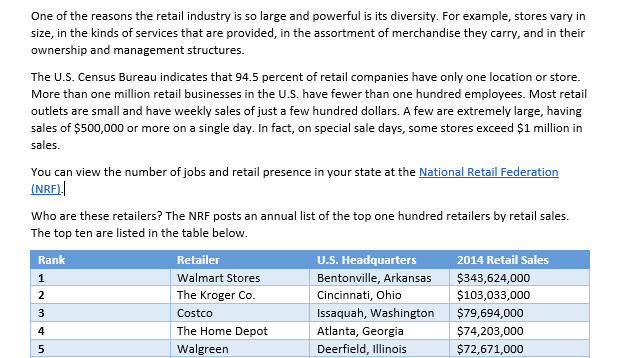 One of the reasons the retail industry is so large and powerful is its diversity. For example, stores vary in
size, in the kinds of services that are provided, in the assortment of merchandise they carry, and in their
ownership and management structures.
The U.S. Census Bureau indicates that 94.5 percent of retail companies have only one location or store.
More than one million retail businesses in the U.S. have fewer than one hundred employees. Most retail
outlets are small and have weekly sales of just a few hundred dollars. A few are extremely large, having
sales of $500,000 or more on a single day. In fact, on special sale days, some stores exceed $1 million in
sales.
You can view the number of jobs and retail presence in your state at the National Retail Federation
(NRF).
Who are these retailers? The NRF posts an annual list of the top one hundred retailers by retail sales.
The top ten are listed in the table below.
Rank Retailer U.S. Headquarters 2014 Retail Sales
1 Walmart Stores Bentonville, Arkansas $343,624,000
2 The Kroger Co. Cincinnati, Ohio $103,033,000
3 Costco Issaquah, Washington $79,694,000
4 The Home Depot Atlanta, Georgia $74,203,000
5 Walgreen Deerfield, Illinois $72,671,000